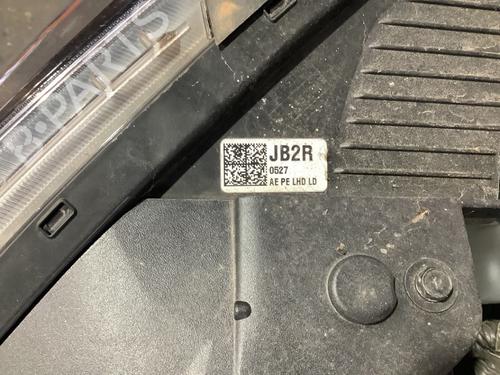 B-PARTS
JB2R
0527
AE PE LHD LD